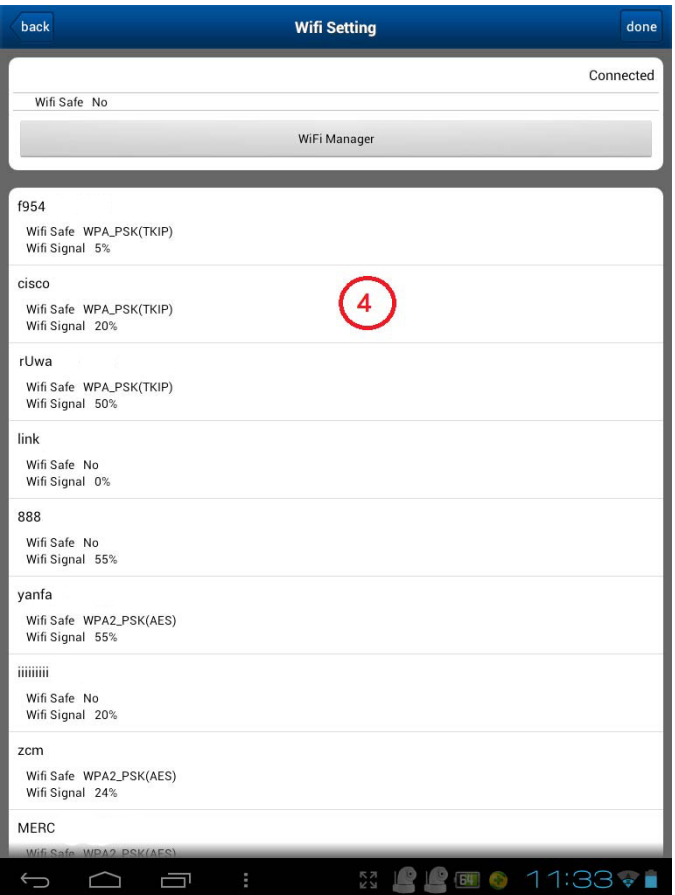 back Wifi Setting done
Connected
Wifi Safe No
WiFi Manager
f954
Wifi Safe WPA_PSK(TKIP)
Wifi Signal 5%
cisco
4
Wifi Safe WPA_PSK(TKIP)
Wifi Signal 20%
rUwa
Wifi Safe WPA_PSK(TKIP)
Wifi Signal 50%
link
Wifi Safe No
Wifi Signal 0%
888
Wifi Safe No
Wifi Signal 55%
yanfa
Wifi Safe WPA2_PSK(AES)
Wifi Signal 55%
iiiiiiiii
Wifi Safe No
Wifi Signal 20%
zcm
Wifi Safe WPA2_PSK(AES)
Wifi Signal 24%
MERC
Wifi Safe WPA2_PSK(AES)
64 11:33